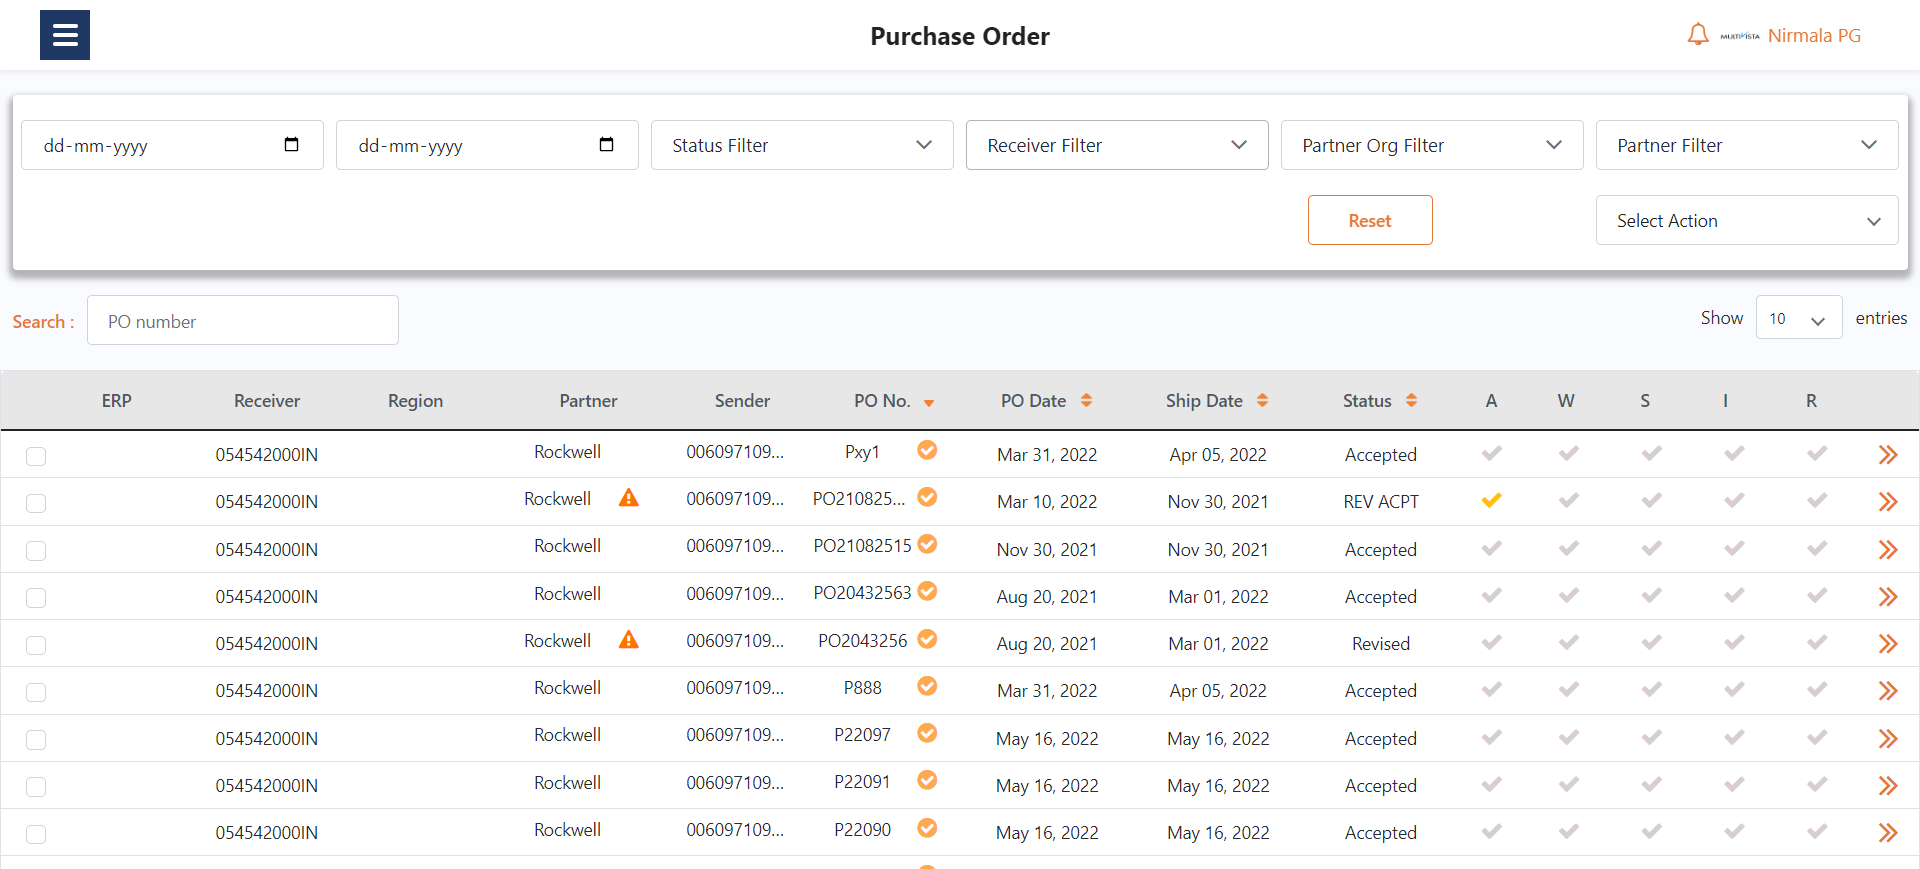 Purchase Order
MULTIVISTA Nirmala PG
dd-mm-yyyy dd-mm-yyyy Status Filter Receiver Filter Partner Org Filter Partner Filter
Reset Select Action
Search : PO number Show 10 entries
ERP Receiver Region Partner Sender PO No. PO Date Ship Date Status A W S I R
054542000IN Rockwell 006097109... Pxy1 Mar 31, 2022 Apr 05, 2022 Accepted
054542000IN Rockwell 006097109... PO210825... Mar 10, 2022 Nov 30, 2021 REV ACPT
054542000IN Rockwell 006097109... PO21082515 Nov 30, 2021 Nov 30, 2021 Accepted
054542000IN Rockwell 006097109... PO20432563 Aug 20, 2021 Mar 01, 2022 Accepted
054542000IN Rockwell 006097109... PO2043256 Aug 20, 2021 Mar 01, 2022 Revised
054542000IN Rockwell 006097109... P888 Mar 31, 2022 Apr 05, 2022 Accepted
054542000IN Rockwell 006097109... P22097 May 16, 2022 May 16, 2022 Accepted
054542000IN Rockwell 006097109... P22091 May 16, 2022 May 16, 2022 Accepted
054542000IN Rockwell 006097109... P22090 May 16, 2022 May 16, 2022 Accepted